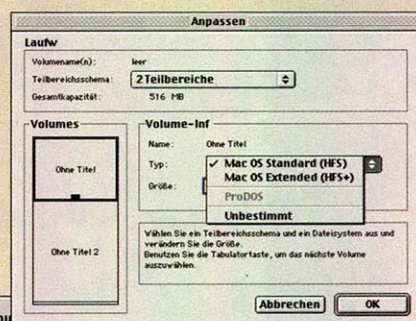 Anpassen
Laufw
Volumename(n): leer
Teilbereichsschema: 2 Teilbereiche
Gesamtkapazität: 516 MB
Volumes
Ohne Titel
Ohne Titel 2
Volume-Inf
Name: Ohne Titel
Typ: ✓ Mac OS Standard (HFS)
Mac OS Extended (HFS+)
ProDOS
Unbestimmt
Größe:
Wählen Sie ein Teilbereichsschema und ein Dateisystem aus und
verändern Sie die Größe.
Benutzen Sie die Tabulatortaste, um das nächste Volume
auszuwählen.
Abbrechen OK